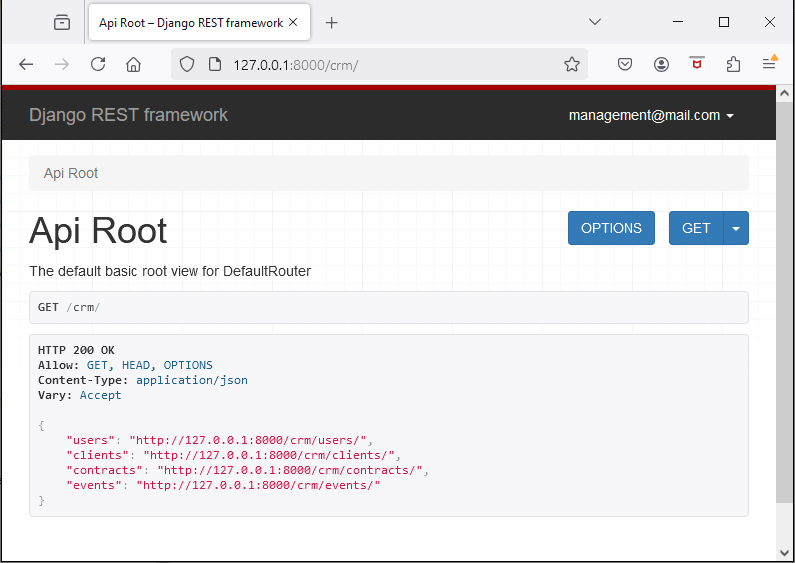 Api Root – Django REST framework
127.0.0.1:8000/crm/
Django REST framework
management@mail.com
Api Root
Api Root
OPTIONS
GET
The default basic root view for DefaultRouter
GET /crm/
HTTP 200 OK
Allow: GET, HEAD, OPTIONS
Content-Type: application/json
Vary: Accept
{
    "users": "http://127.0.0.1:8000/crm/users/",
    "clients": "http://127.0.0.1:8000/crm/clients/",
    "contracts": "http://127.0.0.1:8000/crm/contracts/",
    "events": "http://127.0.0.1:8000/crm/events/"
}